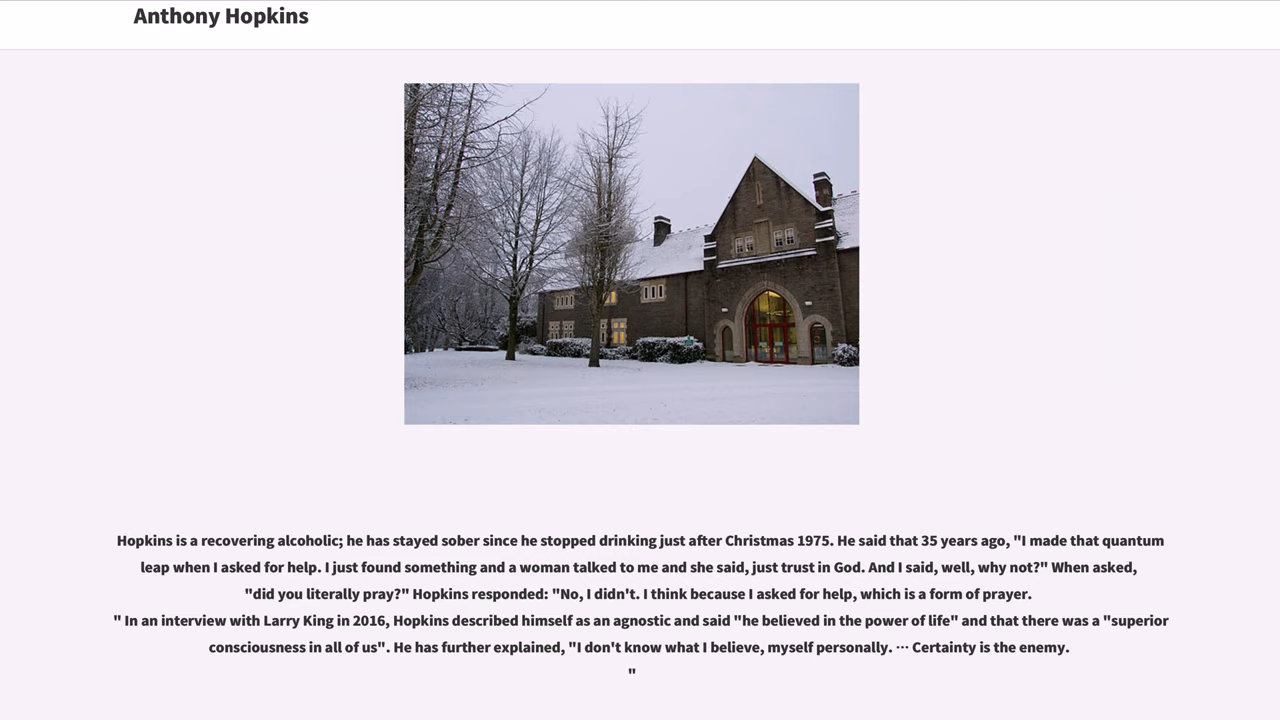 Anthony Hopkins
Hopkins is a recovering alcoholic; he has stayed sober since he stopped drinking just after Christmas 1975. He said that 35 years ago, "I made that quantum
leap when I asked for help. I just found something and a woman talked to me and she said, just trust in God. And I said, well, why not?" When asked,
"did you literally pray?" Hopkins responded: "No, I didn't. I think because I asked for help, which is a form of prayer.
" In an interview with Larry King in 2016, Hopkins described himself as an agnostic and said "he believed in the power of life" and that there was a "superior
consciousness in all of us". He has further explained, "I don't know what I believe, myself personally. ··· Certainty is the enemy.
"